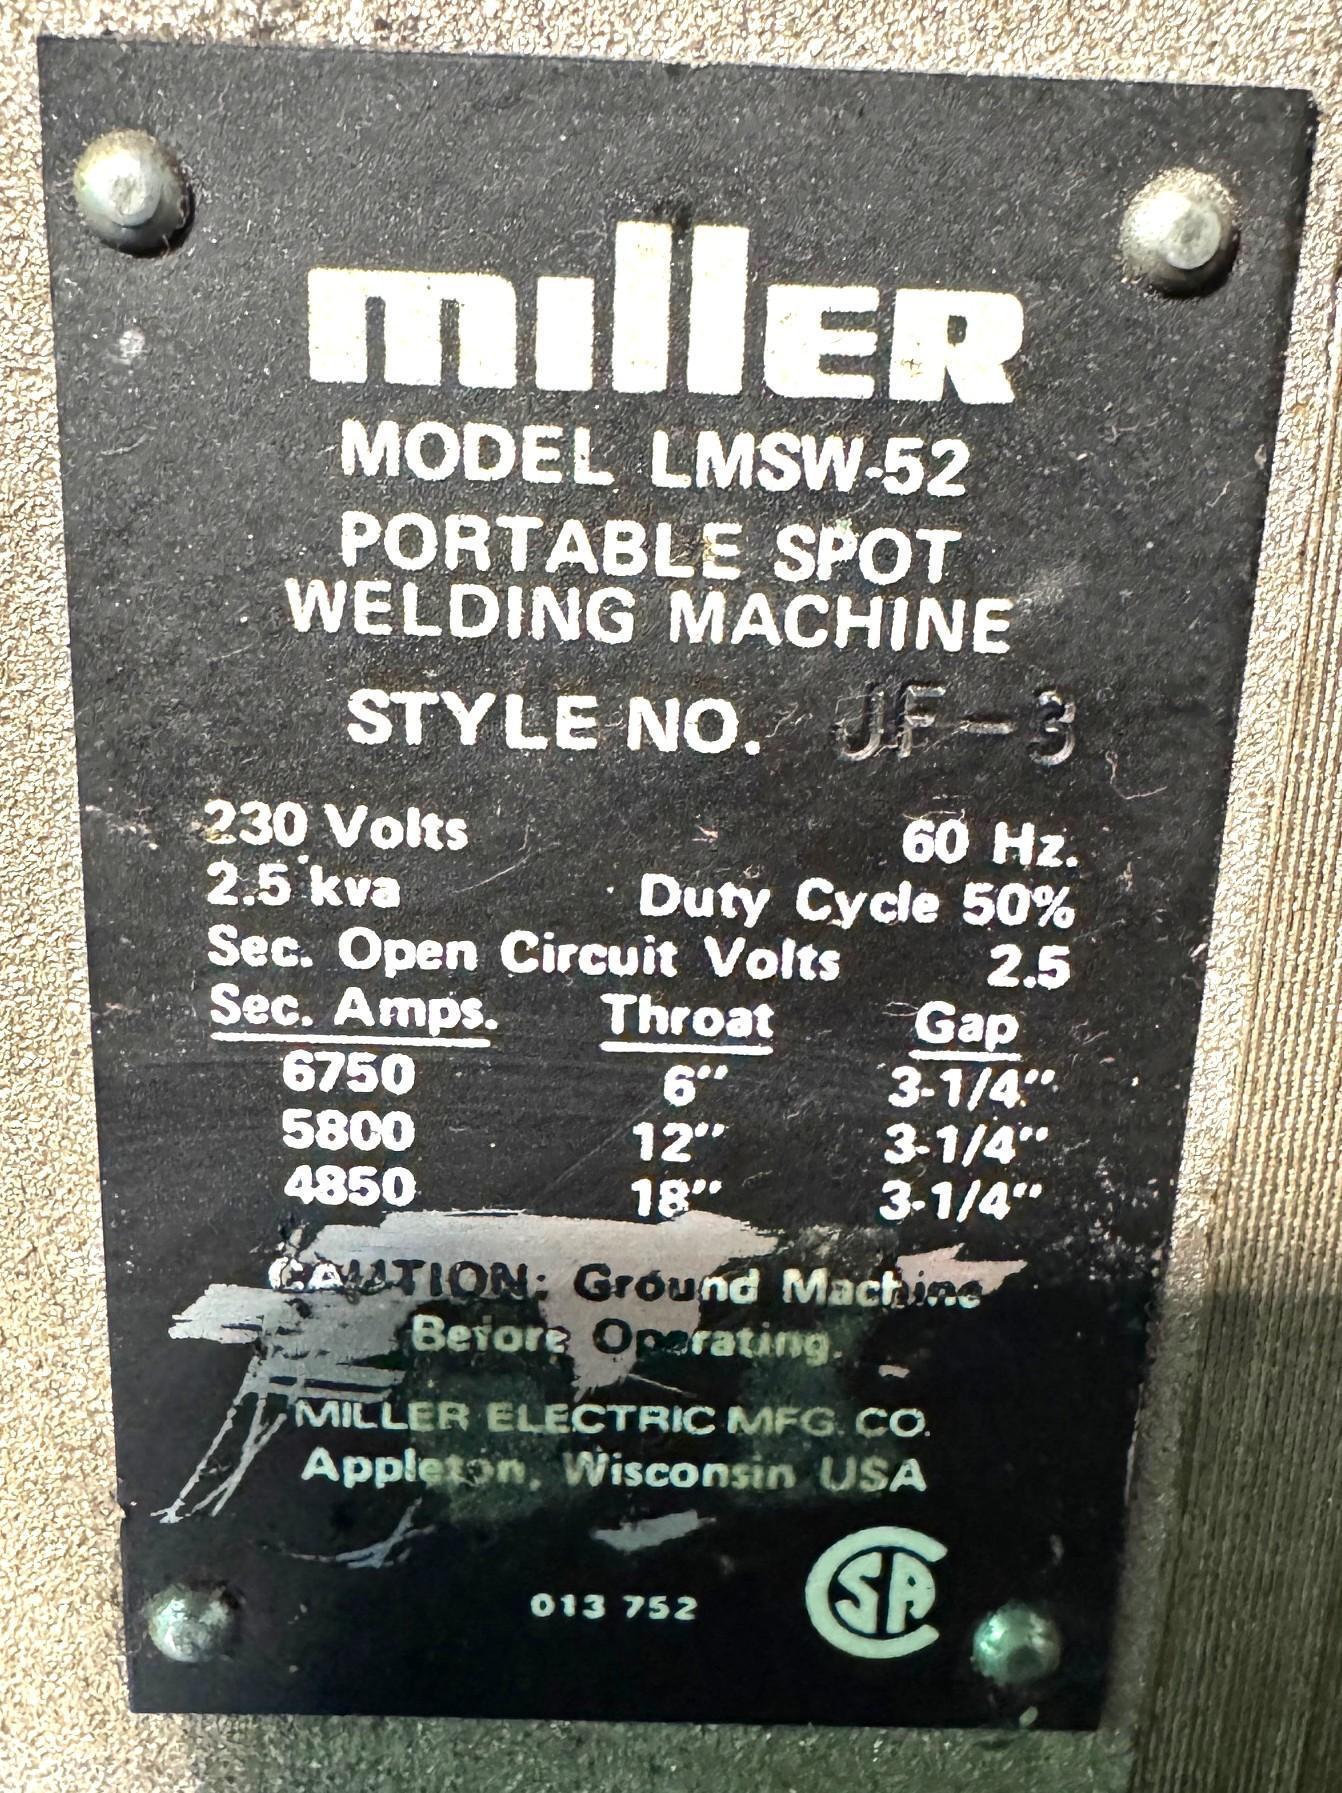 miller
MODEL LMSW-52
PORTABLE SPOT
WELDING MACHINE
STYLE NO. JF-3
230 Volts 60 Hz.
2.5 kva Duty Cycle 50%
Sec. Open Circuit Volts 2.5
Sec. Amps. Throat Gap
6750 6" 3-1/4"
5800 12" 3-1/4"
4850 18" 3-1/4"
CAUTION: Ground Machine
Before Operating.
MILLER ELECTRIC MFG. CO.
Appleton, Wisconsin USA
013 752 CSA